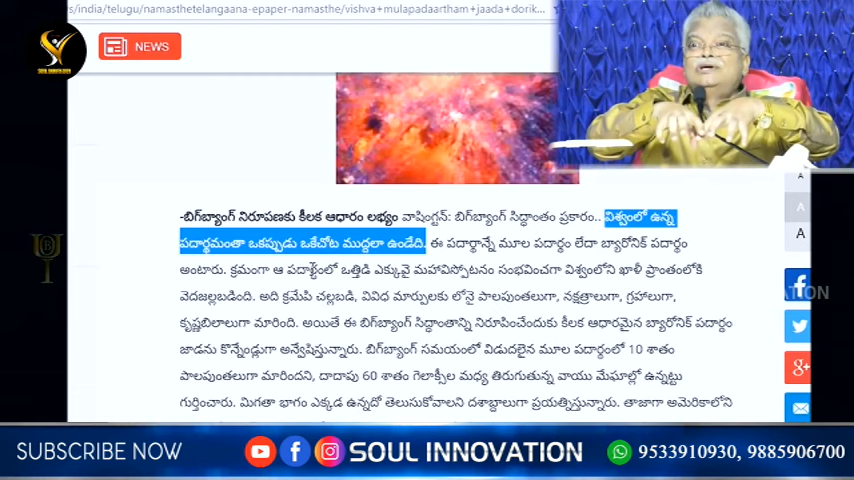 s/india/telugu/namasthetelangaana-epaper-namasthe/vishva+mulapadaartham+jaada+dorik...
NEWS
-బిగ్‌బ్యాంగ్ నిరూపణకు కీలక ఆధారం లభ్యం వాషింగ్టన్: బిగ్‌బ్యాంగ్ సిద్ధాంతం ప్రకారం.. విశ్వంలో ఉన్న
పదార్థమంతా ఒకప్పుడు ఒకేచోట ముద్దలా ఉండేది. ఈ పదార్థాన్నే మూల పదార్థం లేదా బ్యారోనిక్ పదార్థం
అంటారు. క్రమంగా ఆ పదార్థంలో ఒత్తిడి ఎక్కువై మహావిస్పోటనం సంభవించగా విశ్వంలోని ఖాళీ ప్రాంతంలోకి
వెదజల్లబడింది. అది క్రమేపి చల్లబడి, వివిధ మార్పులకు లోనై పాలపుంతలుగా, నక్షత్రాలుగా, గ్రహాలుగా,
కృష్ణబిలాలుగా మారింది. అయితే ఈ బిగ్‌బ్యాంగ్ సిద్ధాంతాన్ని నిరూపించేందుకు కీలక ఆధారమైన బ్యారోనిక్ పదార్థం
జాడను కొన్నేండ్లుగా అన్వేషిస్తున్నారు. బిగ్‌బ్యాంగ్ సమయంలో విడుదలైన మూల పదార్థంలో 10 శాతం
పాలపుంతలుగా మారిందని, దాదాపు 60 శాతం గెలాక్సీల మధ్య తిరుగుతున్న వాయు మేఘాల్లో ఉన్నట్టు
గుర్తించారు. మిగతా భాగం ఎక్కడ ఉన్నదో తెలుసుకోవాలని దశాబ్దాలుగా ప్రయత్నిస్తున్నారు. తాజాగా అమెరికాలోని
A
A
A
SUBSCRIBE NOW
SOUL INNOVATION
9533910930, 9885906700